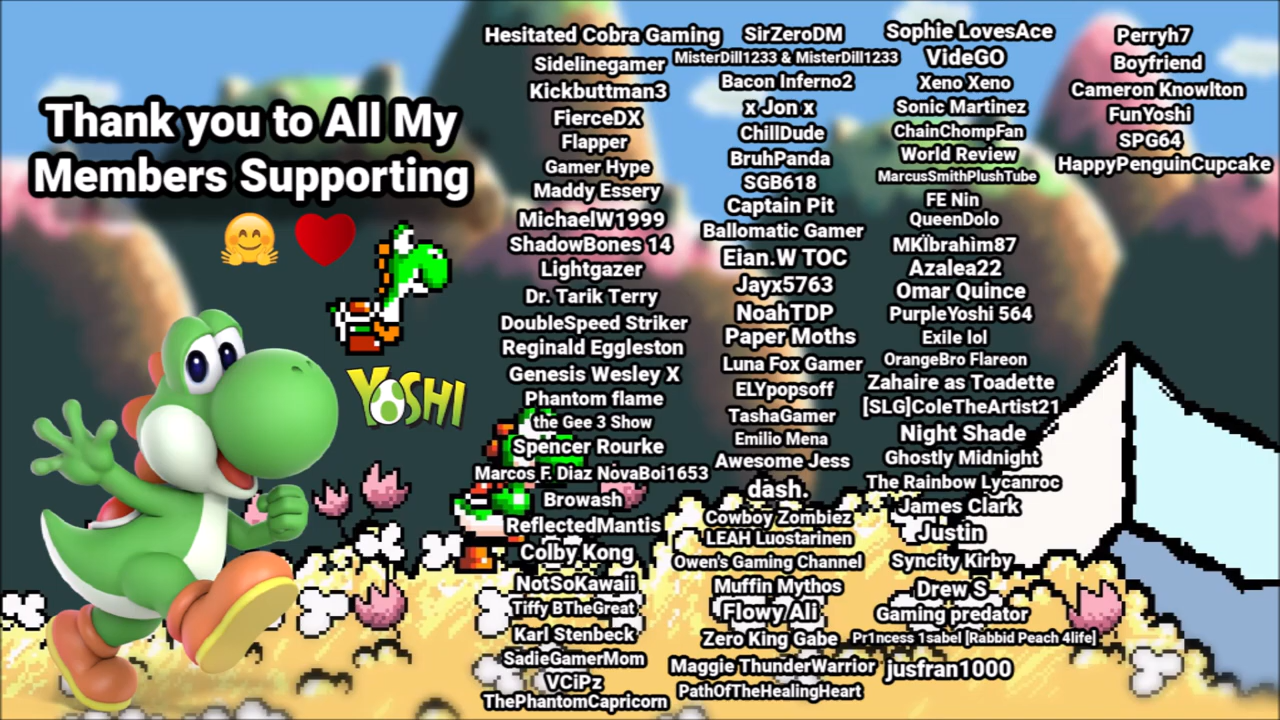 Thank you to All My
Members Supporting
YOSHI
Hesitated Cobra Gaming
Sidelinegamer
Kickbuttman3
FierceDX
Flapper
Gamer Hype
Maddy Essery
MichaelW1999
ShadowBones 14
Lightgazer
Dr. Tarik Terry
DoubleSpeed Striker
Reginald Eggleston
Genesis Wesley X
Phantom flame
the Gee 3 Show
Spencer Rourke
Marcos F. Diaz NovaBoi1653
Browash
ReflectedMantis
Colby Kong
NotSoKawaii
Tiffy BTheGreat
Karl Stenbeck
SadieGamerMom
VCiPz
ThePhantomCapricorn
SirZeroDM
MisterDill1233 & MisterDill1233
Bacon Inferno2
x Jon x
ChillDude
BruhPanda
SGB618
Captain Pit
Ballomatic Gamer
Eian.W TOC
Jayx5763
NoahTDP
Paper Moths
Luna Fox Gamer
ELYpopsoff
TashaGamer
Emilio Mena
Awesome Jess
dash.
Cowboy Zombiez
LEAH Luostarinen
Owen's Gaming Channel
Muffin Mythos
Flowy Ali
Zero King Gabe
Maggie ThunderWarrior
PathOfTheHealingHeart
Sophie LovesAce
VideGO
Xeno Xeno
Sonic Martinez
ChainChompFan
World Review
MarcusSmithPlushTube
FE Nin
QueenDolo
MKÏbrahìm87
Azalea22
Omar Quince
PurpleYoshi 564
Exile lol
OrangeBro Flareon
Zahaire as Toadette
[SLG]ColeTheArtist21
Night Shade
Ghostly Midnight
The Rainbow Lycanroc
James Clark
Justin
Syncity Kirby
Drew S
Gaming predator
Pr1ncess 1sabel [Rabbid Peach 4life]
jusfran1000
Perryh7
Boyfriend
Cameron Knowlton
FunYoshi
SPG64
HappyPenguinCupcake